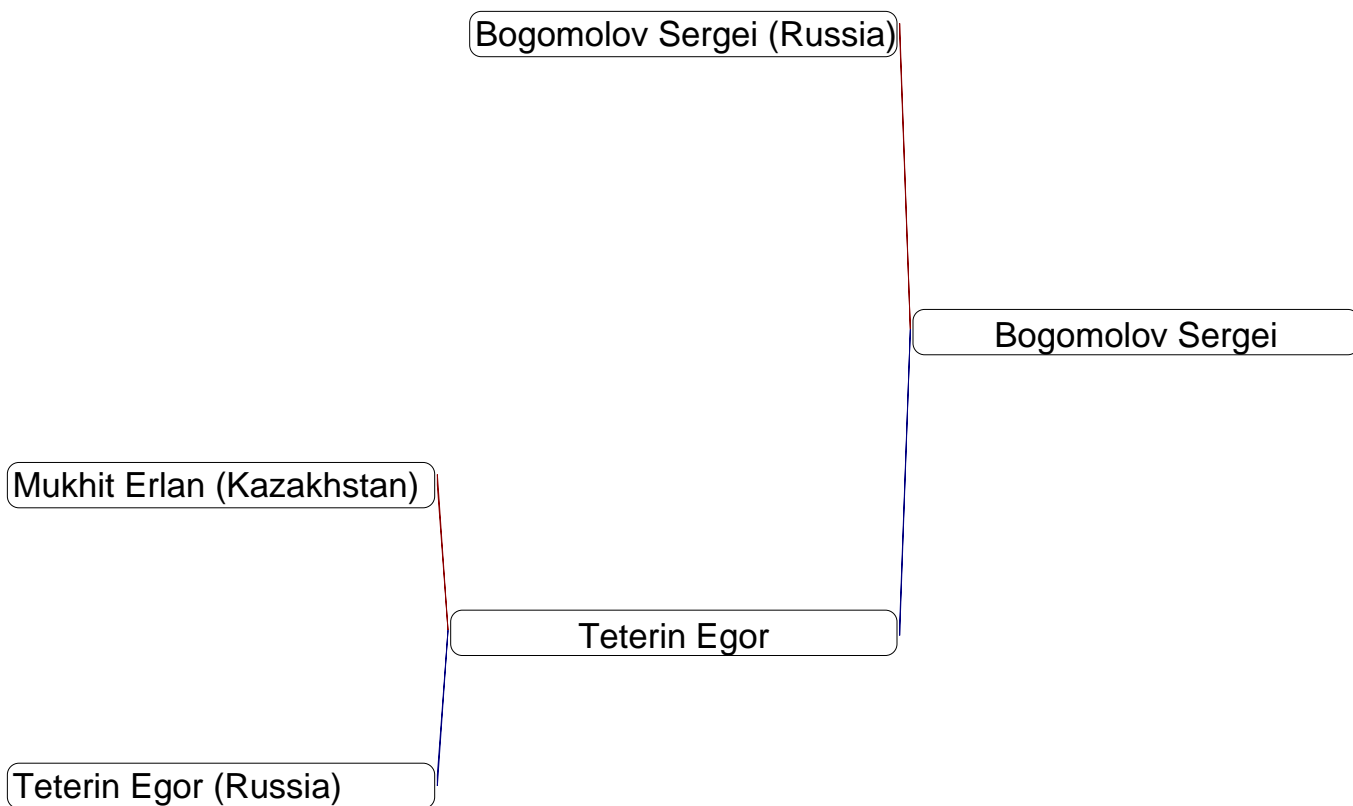 Bogomolov Sergei (Russia)
Bogomolov Sergei
Mukhit Erlan (Kazakhstan)
Teterin Egor
Teterin Egor (Russia)